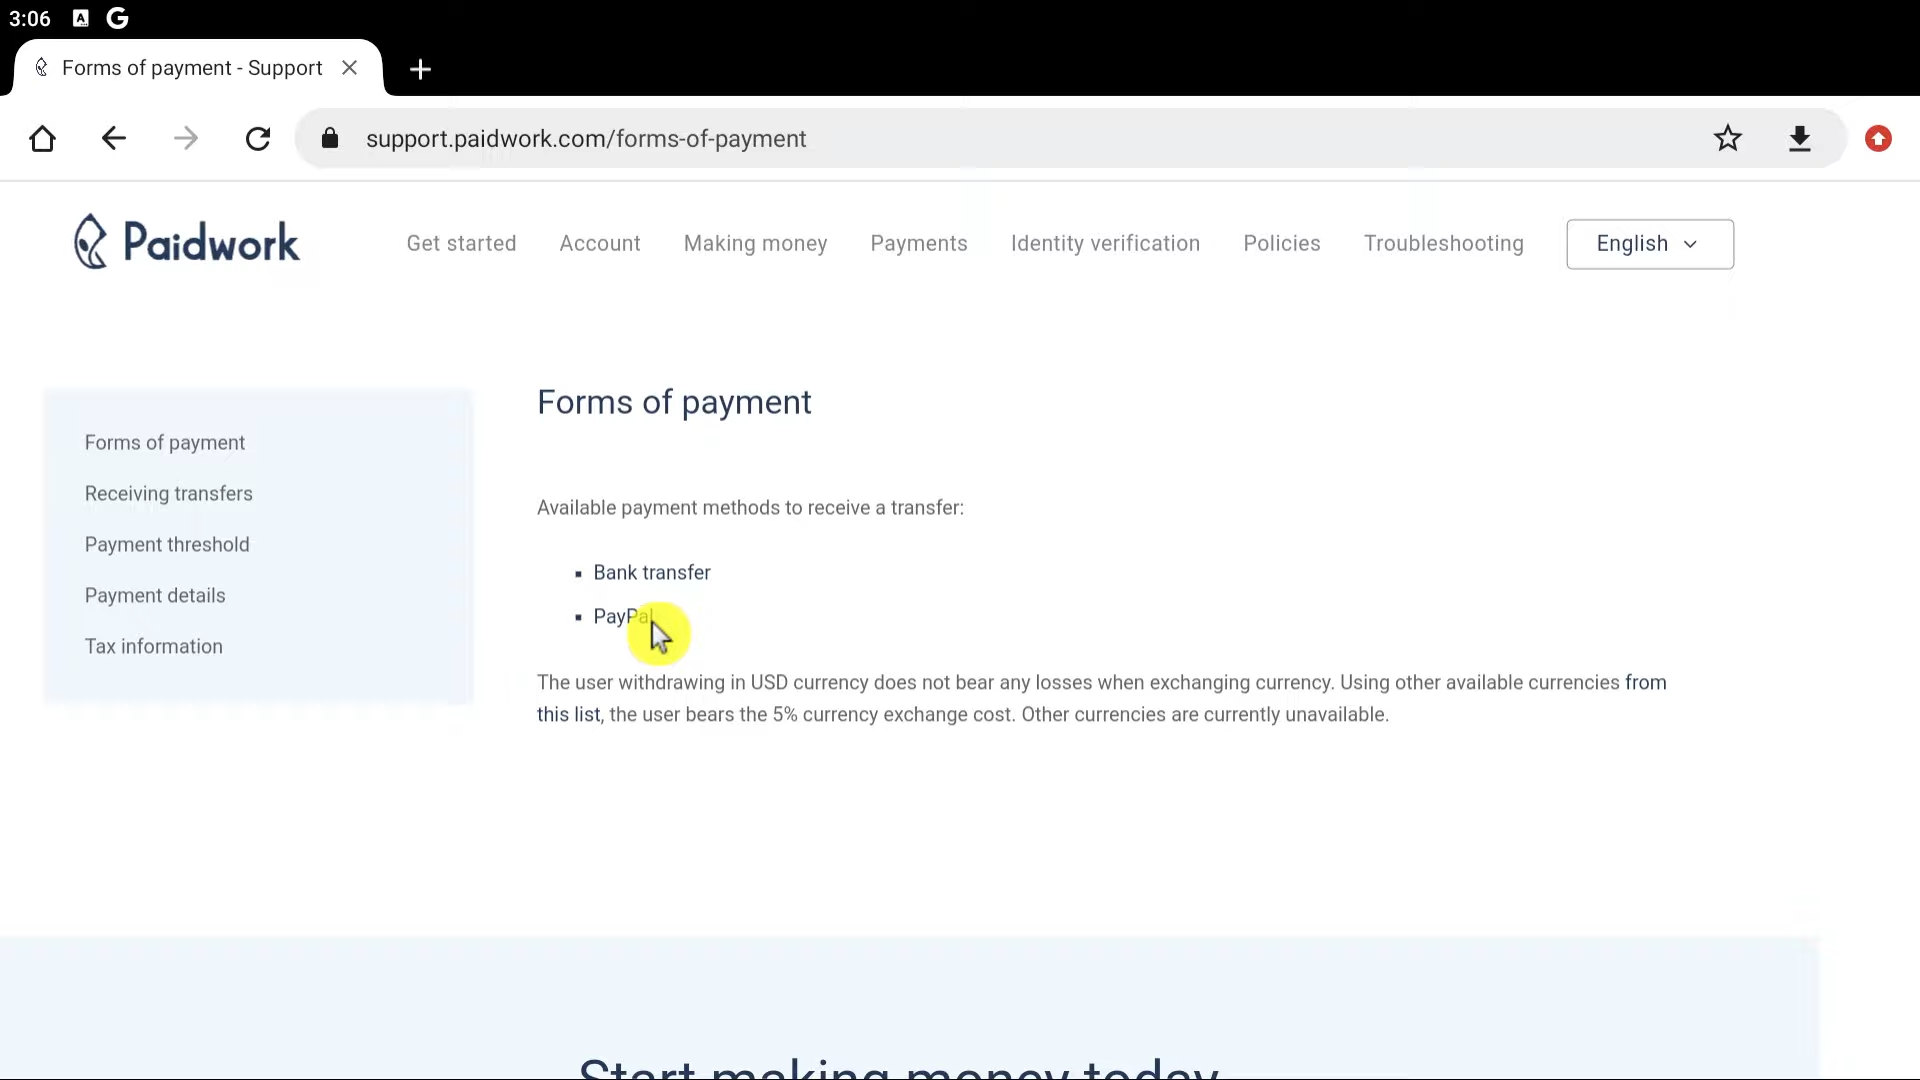 3:06 A G
Forms of payment - Support
support.paidwork.com/forms-of-payment
Paidwork
Get started Account Making money Payments Identity verification Policies Troubleshooting English
Forms of payment
Receiving transfers
Payment threshold
Payment details
Tax information
Forms of payment
Available payment methods to receive a transfer:
▪ Bank transfer
▪ PayPal
The user withdrawing in USD currency does not bear any losses when exchanging currency. Using other available currencies from
this list, the user bears the 5% currency exchange cost. Other currencies are currently unavailable.
Start making money today